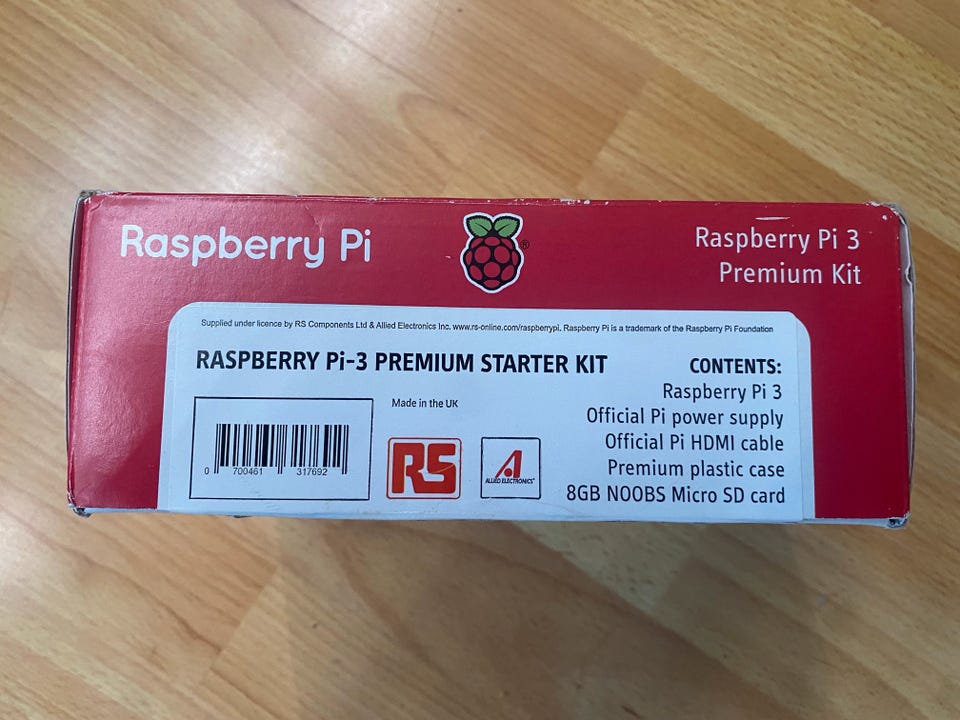 Raspberry Pi
®
Raspberry Pi 3
Premium Kit
Supplied under licence by RS Components Ltd & Allied Electronics Inc. www.rs-online.com/raspberrypi. Raspberry Pi is a trademark of the Raspberry Pi Foundation
RASPBERRY Pi-3 PREMIUM STARTER KIT
Made in the UK
0 700461 317692
RS
A
ALLIED ELECTRONICS
CONTENTS:
Raspberry Pi 3
Official Pi power supply
Official Pi HDMI cable
Premium plastic case
8GB NOOBS Micro SD card